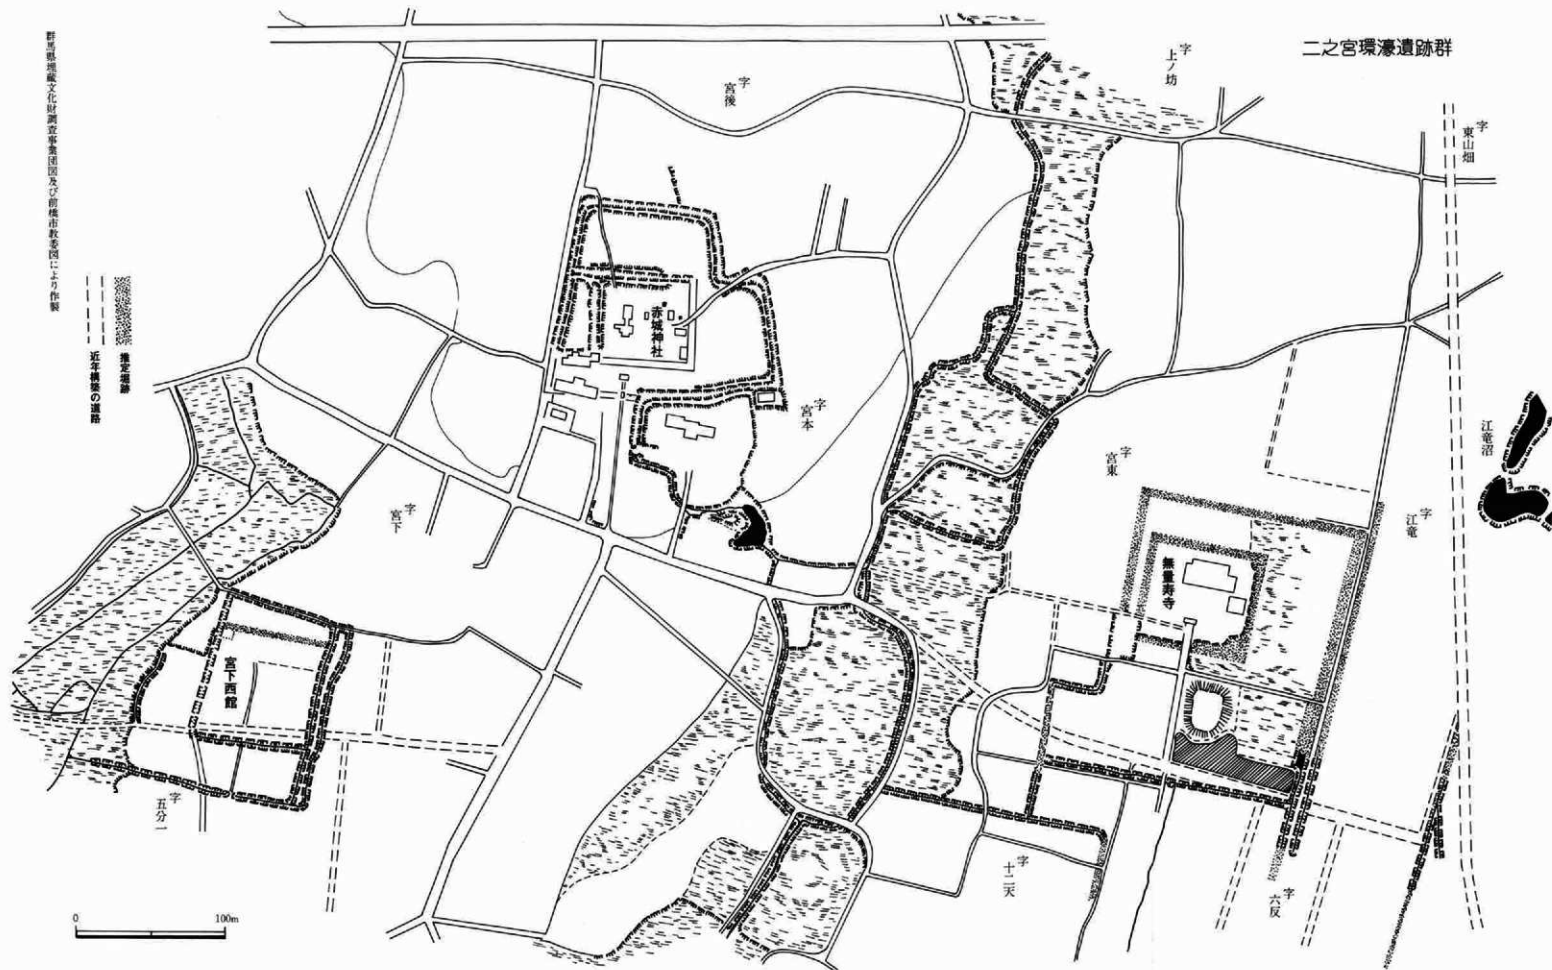 二之宮環濠遺跡群
字 東山畑
字 上ノ坊
字 宮後
江竜沼
字 江竜
字 宮東
無量寿寺
字 六反
字 十二天
字 宮本
赤城神社
字 宮下
宮下西館
字 五分一
推定堀跡
近年構築の道路
群馬県埋蔵文化財調査事業団図及び前橋市教委図により作製
0 100m